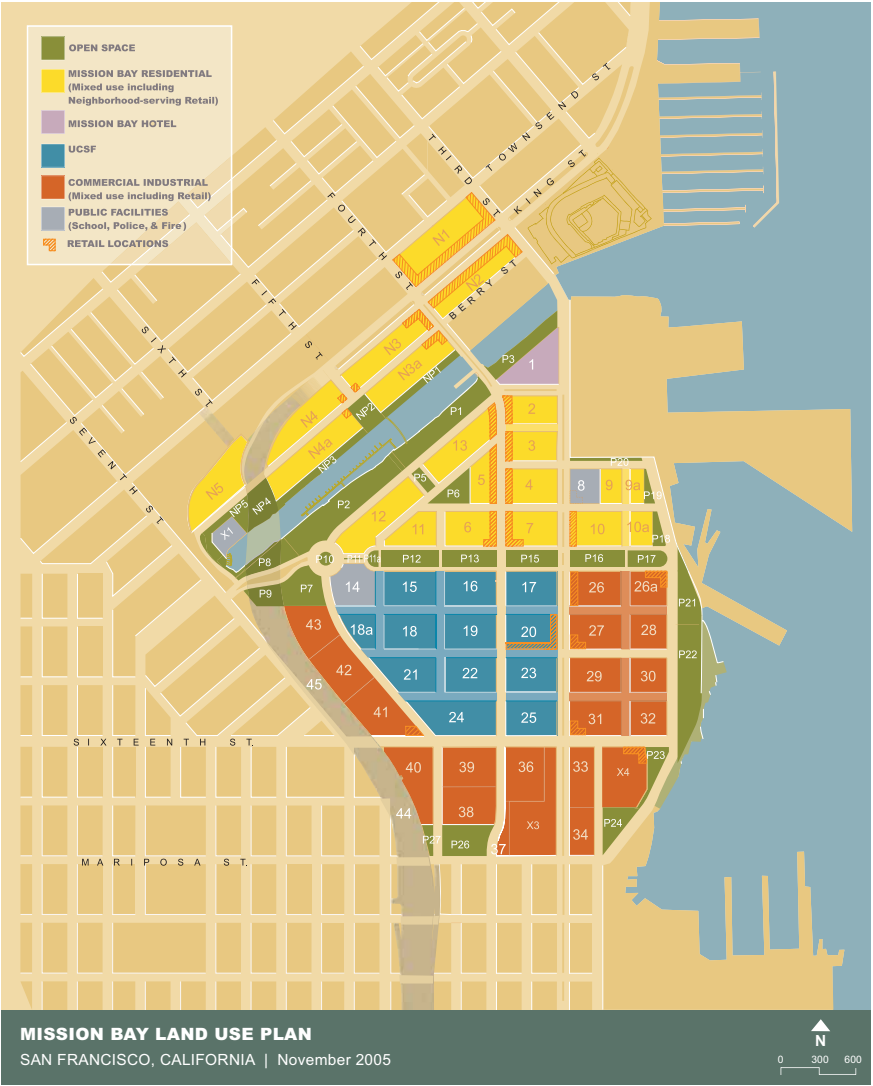 OPEN SPACE
MISSION BAY RESIDENTIAL
(Mixed use including
Neighborhood-serving Retail)
MISSION BAY HOTEL
UCSF
COMMERCIAL INDUSTRIAL
(Mixed use including Retail)
PUBLIC FACILITIES
(School, Police, & Fire)
RETAIL LOCATIONS
TOWNSEND ST.
THIRD ST
KING ST
FOURTH ST
BERRY ST
FIFTH ST
SIXTH ST
SEVENTH ST
N1
N2
N3
N3a
NP1
P3
1
N4
NP2
P1
2
N4a
NP3
13
3
N5
NP5
NP4
P2
P5
P6
5
4
8
9
9a
P20
P19
X1
12
11
6
7
10
10a
P18
P8
P10
P11
P11a
P12
P13
P15
P16
P17
P9
P7
14
15
16
17
26
26a
P21
43
18a
18
19
20
27
28
P22
42
45
21
22
23
29
30
41
24
25
31
32
SIXTEENTH ST.
40
39
36
33
X4
P23
44
38
X3
34
P24
P27
P26
37
MARIPOSA ST.
MISSION BAY LAND USE PLAN
SAN FRANCISCO, CALIFORNIA | November 2005
N
0 300 600